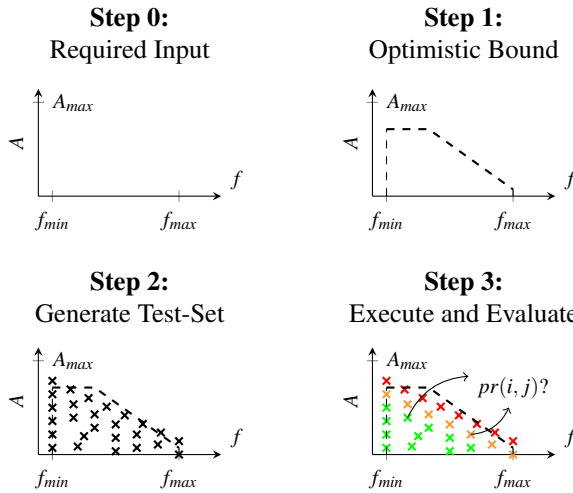 Step 0:
Required Input
A_max
A
f
f_min
f_max
Step 1:
Optimistic Bound
A_max
A
f
f_min
f_max
Step 2:
Generate Test-Set
A_max
A
f
f_min
f_max
Step 3:
Execute and Evaluate
A_max
pr(i, j)?
A
f
f_min
f_max